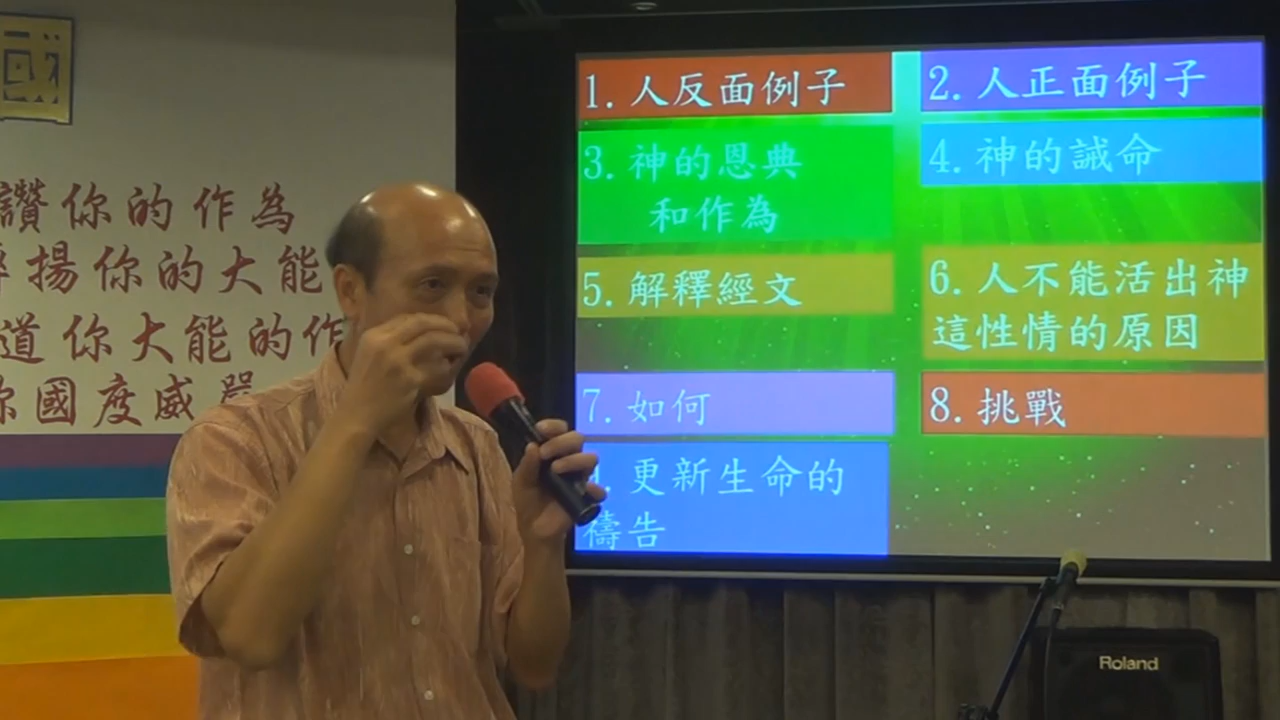 國
讚你的作為
揚你的大能
道你大能的作
你國度威嚴
1. 人反面例子
2. 人正面例子
3. 神的恩典
和作為
4. 神的誡命
5. 解釋經文
6. 人不能活出神
這性情的原因
7. 如何
8. 挑戰
. 更新生命的
禱告
Roland